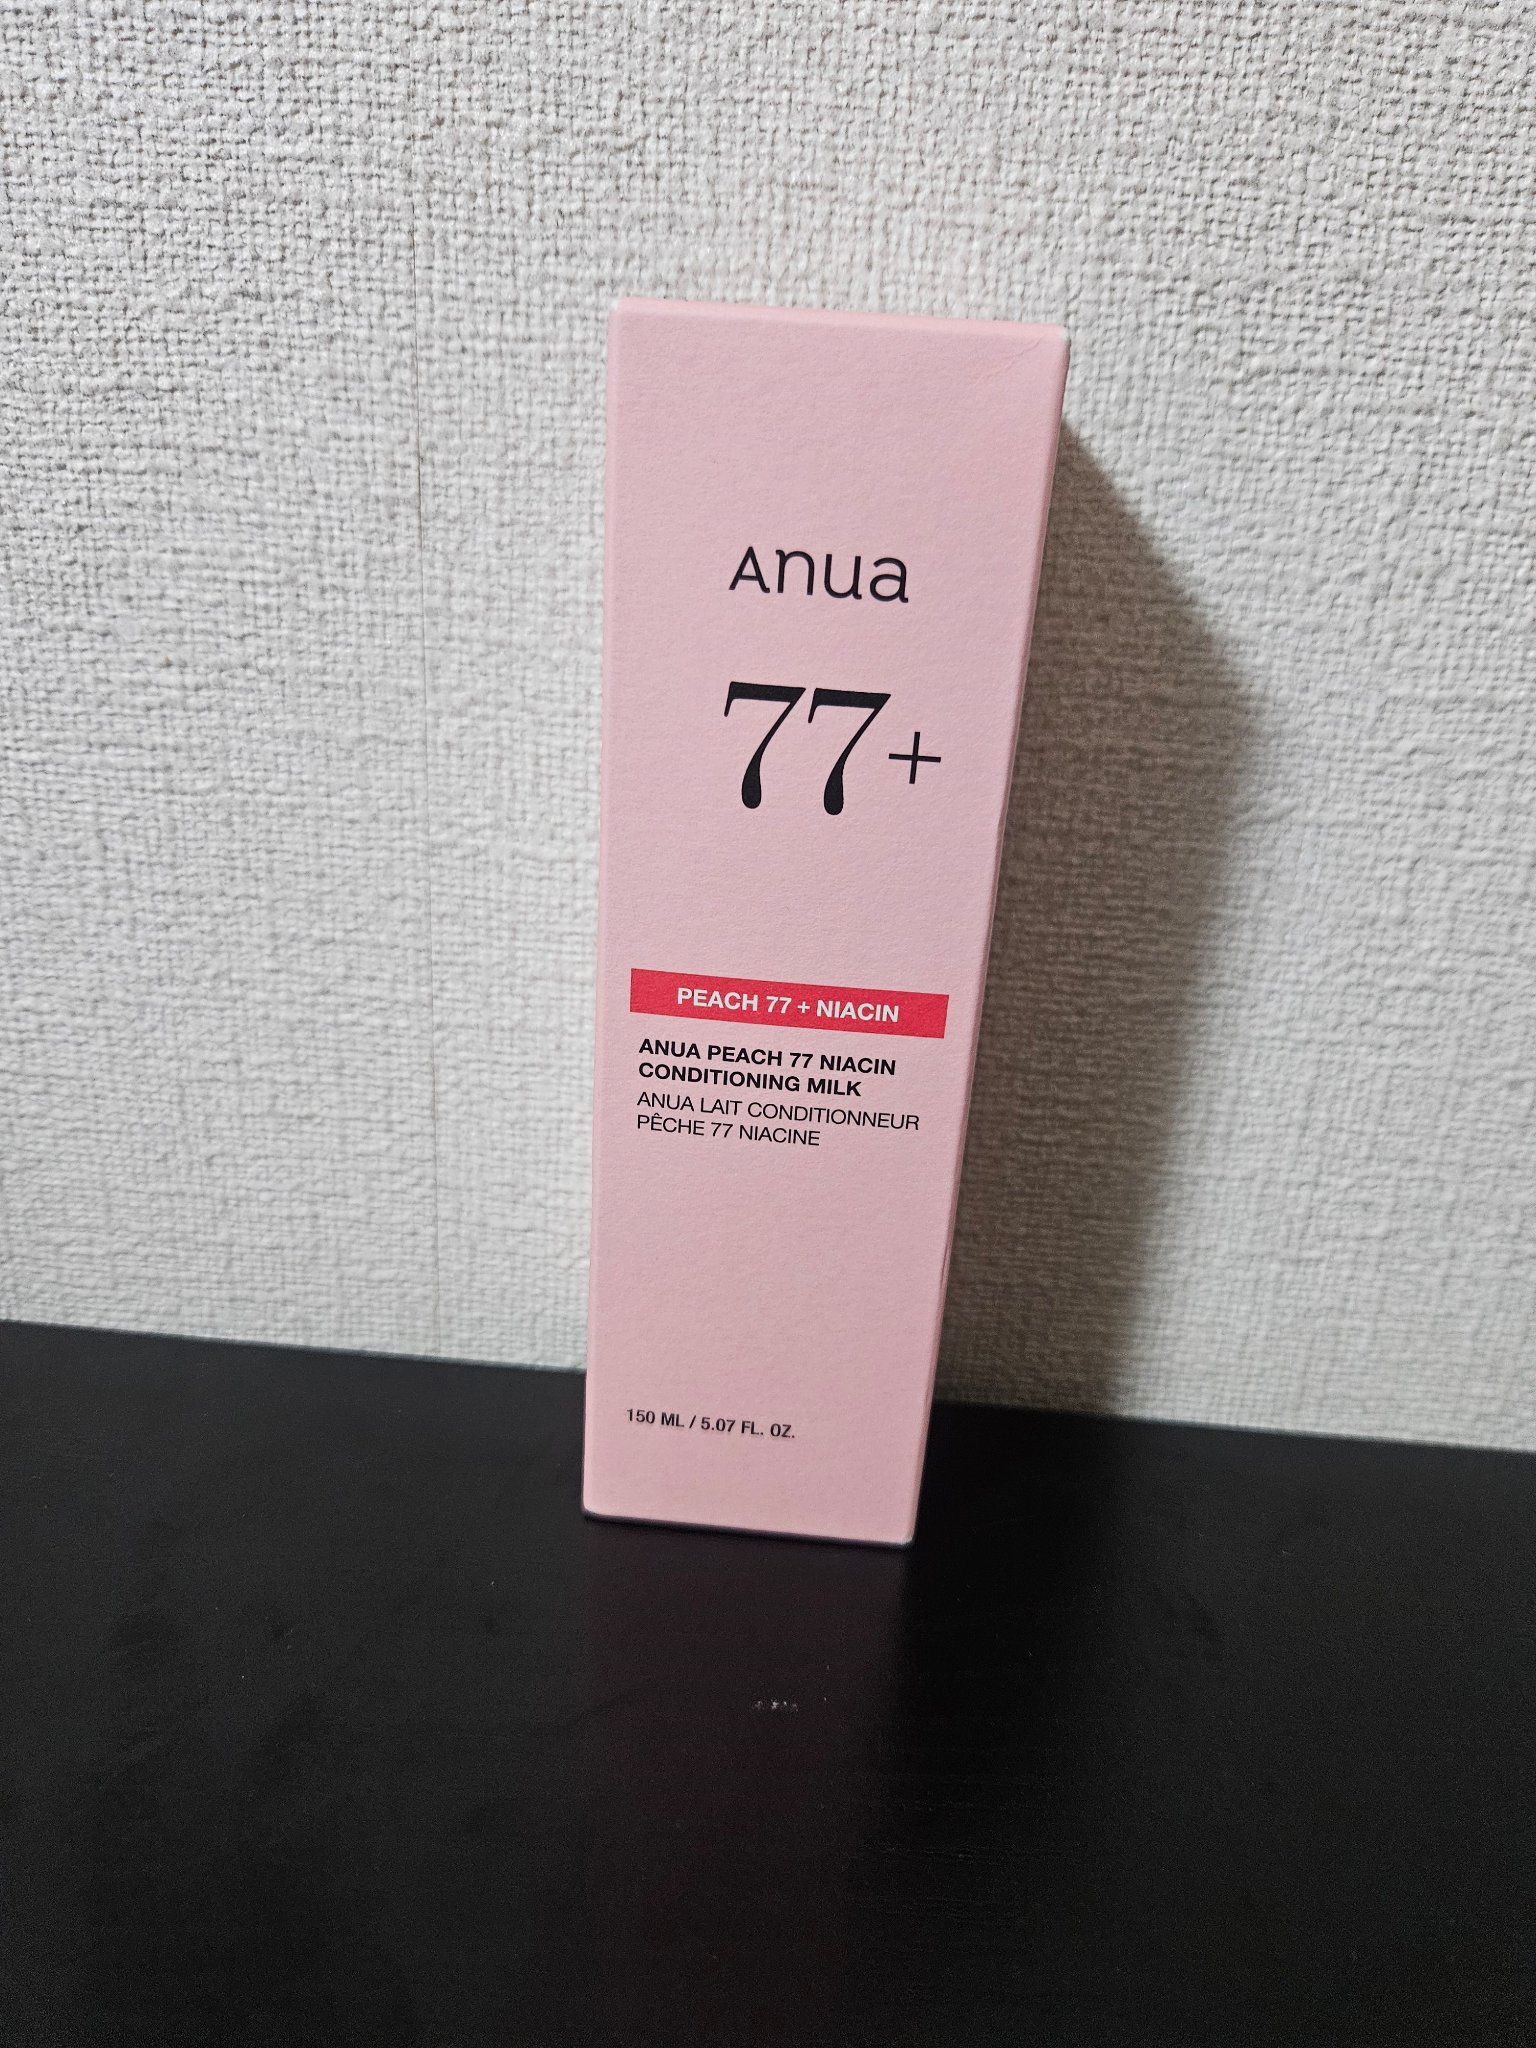 Anua
77+
PEACH 77 + NIACIN
ANUA PEACH 77 NIACIN
CONDITIONING MILK
ANUA LAIT CONDITIONNEUR
PÊCHE 77 NIACINE
150 ML / 5.07 FL. OZ.